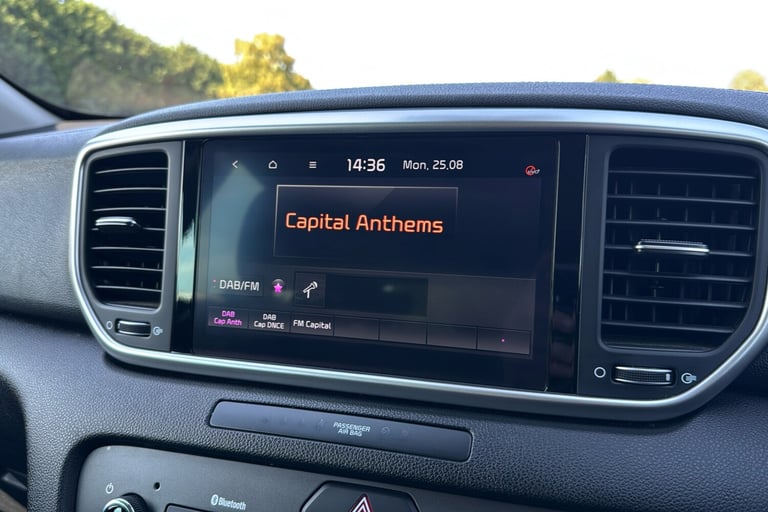 14:36 Mon, 25.08
Capital Anthems
DAB/FM
DAB
Cap Anth
DAB
Cap DNCE
FM Capital
PASSENGER
AIR BAG
Bluetooth